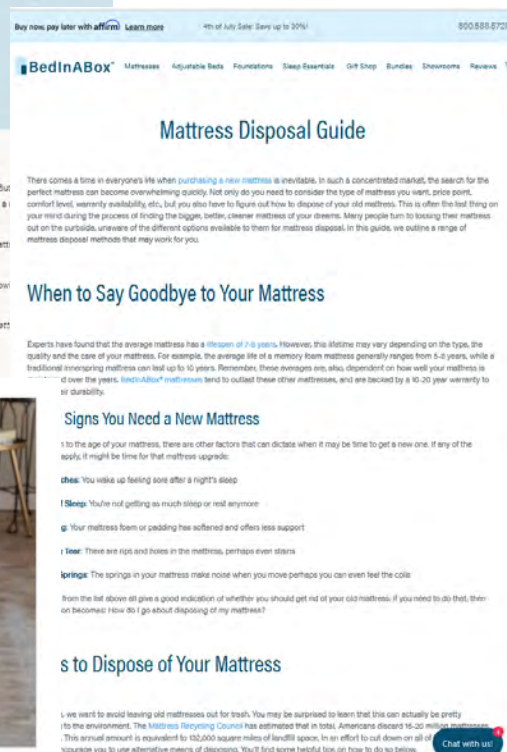 Buy now, pay later with affirm Learn more
4th of July Sale! Save up to 30%!
BedInABox
Mattresses Adjustable Beds Foundations Sleep Essentials Gift Shop Bundles Showrooms Reviews
Mattress Disposal Guide
There comes a time in everyone's life when purchasing a new mattress is inevitable. In such a concentrated market, the search for the
perfect mattress can become overwhelming quickly. Not only do you need to consider the type of mattress you want, price point,
comfort level, warranty availability, etc., but you also have to figure out how to dispose of your old mattress. This is often the last thing on
your mind during the process of finding the bigger, better, cleaner mattress of your dreams. Many people turn to tossing their mattress
out on the curbside, unaware of the different options available to them for mattress disposal. In this guide, we outline a range of
mattress disposal methods that may work for you.
When to Say Goodbye to Your Mattress
Experts have found that the average mattress has a lifespan of 7-9 years. However, this lifetime may vary depending on the type, the
quality and the care of your mattress. For example, the average life of a memory foam mattress generally ranges from 6-8 years, while a
traditional innerspring mattress can last up to 10 years. Remember, these averages are, also, dependent on how well your mattress is
d over the years. BedInABox® mattresses tend to outlast these other mattresses, and are backed by a 10-20 year warranty to
eir durability.
Signs You Need a New Mattress
n to the age of your mattress, there are other factors that can dictate when it may be time to get a new one. If any of the
apply, it might be time for that mattress upgrade:
ches: You wake up feeling sore after a night's sleep
f Sleep: You're not getting as much sleep or rest anymore
g: Your mattress foam or padding has softened and offers less support
Tear: There are rips and holes in the mattress, perhaps even stains
Springs: The springs in your mattress make noise when you move perhaps you can even feel the coils
from the list above all give a good indication of whether you should get rid of your old mattress. If you need to do that, then
on becomes: How do I go about disposing of my mattress?
s to Dispose of Your Mattress
, we want to avoid leaving old mattresses out for trash. You may be surprised to learn that this can actually be pretty
to the environment. The Mattress Recycling Council has estimated that in total, Americans discard 15-20 million mattresses
This annual amount is equivalent to 132,000 square miles of landfill space. In an effort to cut down on all of
ncourage you to use alternative means of disposing. You'll find some helpful tips on how to do so below.
Chat with us!